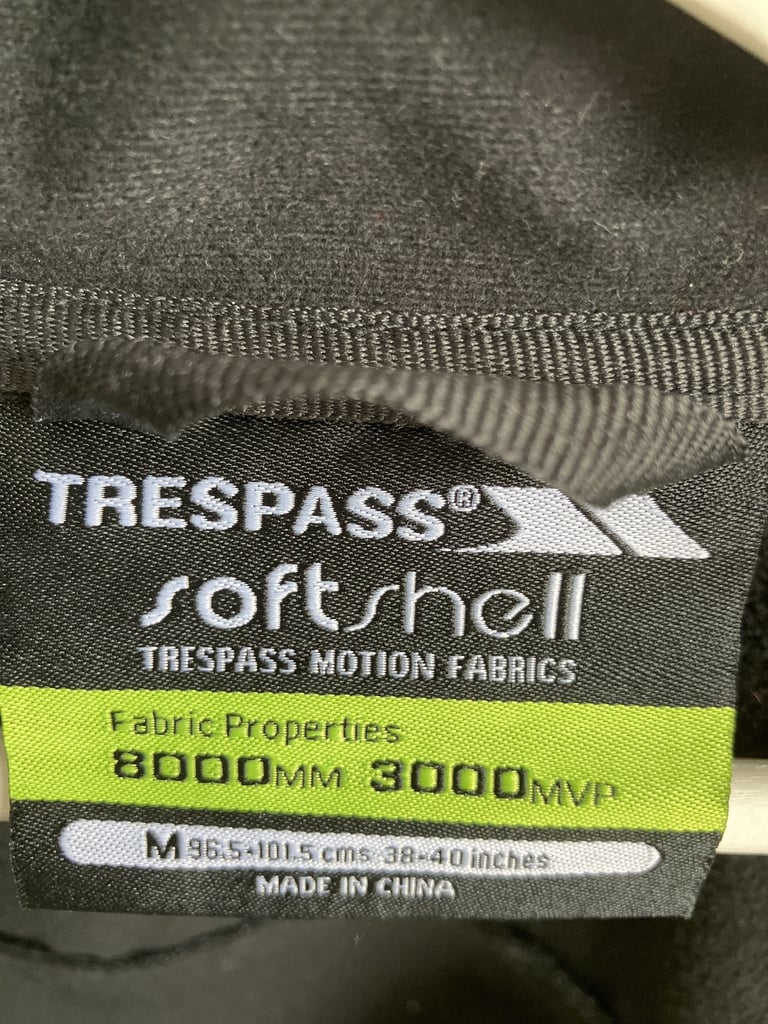 TRESPASS®
softshell
TRESPASS MOTION FABRICS
Fabric Properties
8000MM 3000MVP
M 96.5-101.5 cms 38-40 inches
MADE IN CHINA